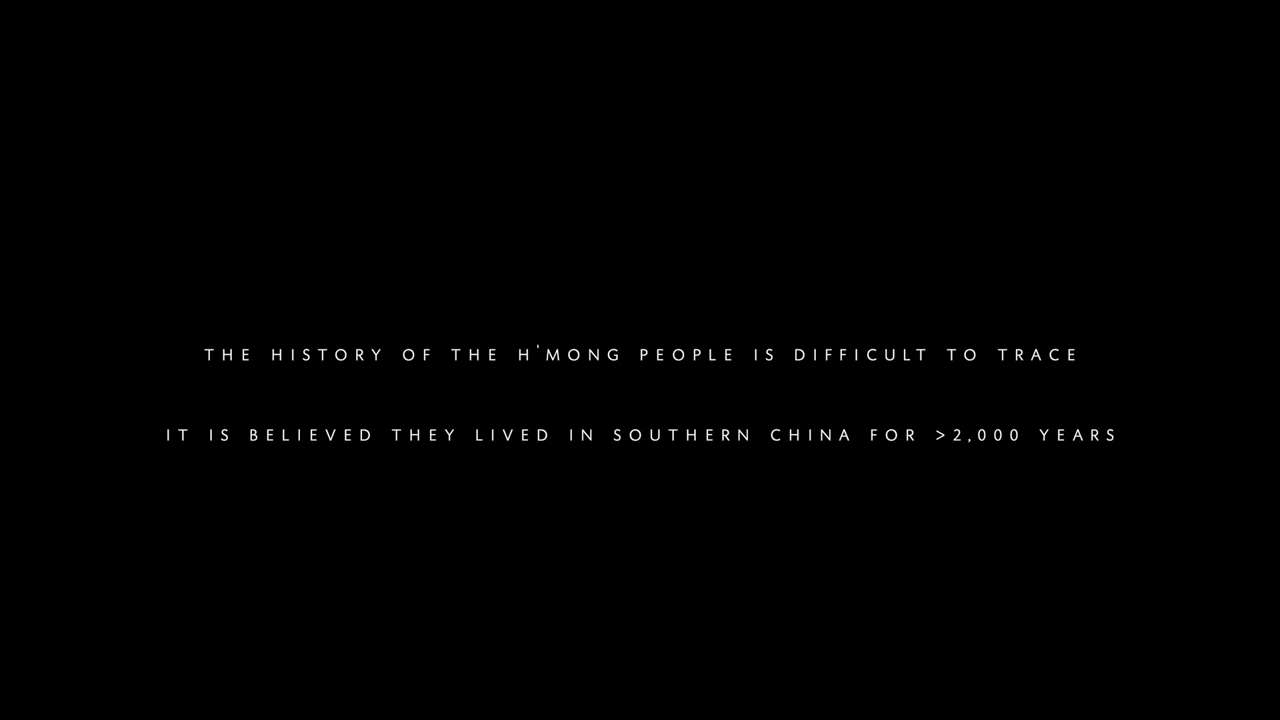 THE HISTORY OF THE H'MONG PEOPLE IS DIFFICULT TO TRACE
IT IS BELIEVED THEY LIVED IN SOUTHERN CHINA FOR >2,000 YEARS